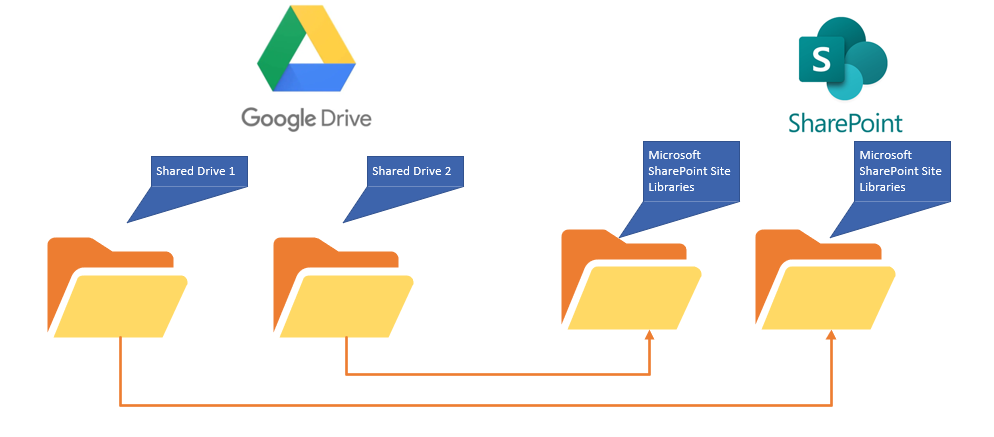 Google Drive
S
SharePoint
Shared Drive 1
Shared Drive 2
Microsoft
SharePoint Site
Libraries
Microsoft
SharePoint Site
Libraries